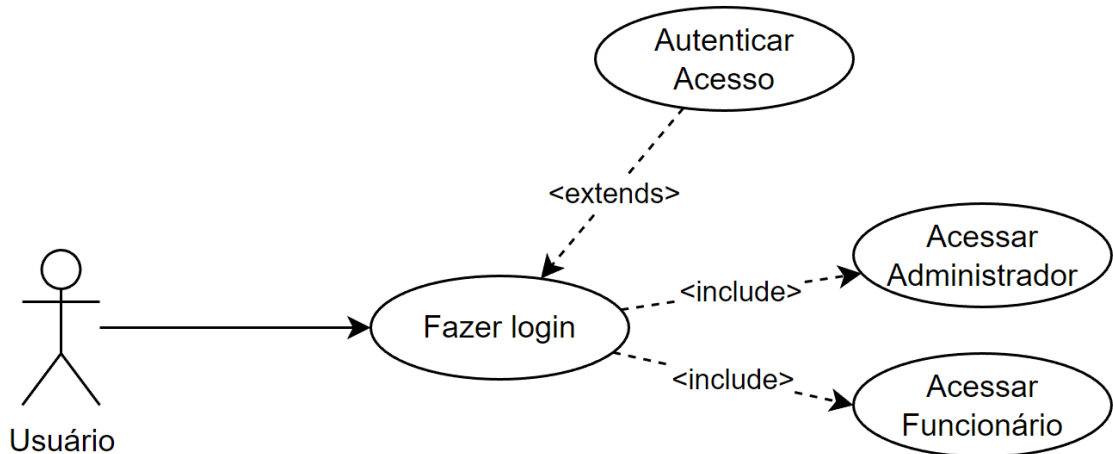 Autenticar
Acesso
<extends>
Acessar
Administrador
<include>
Fazer login
<include>
Acessar
Funcionário
Usuário